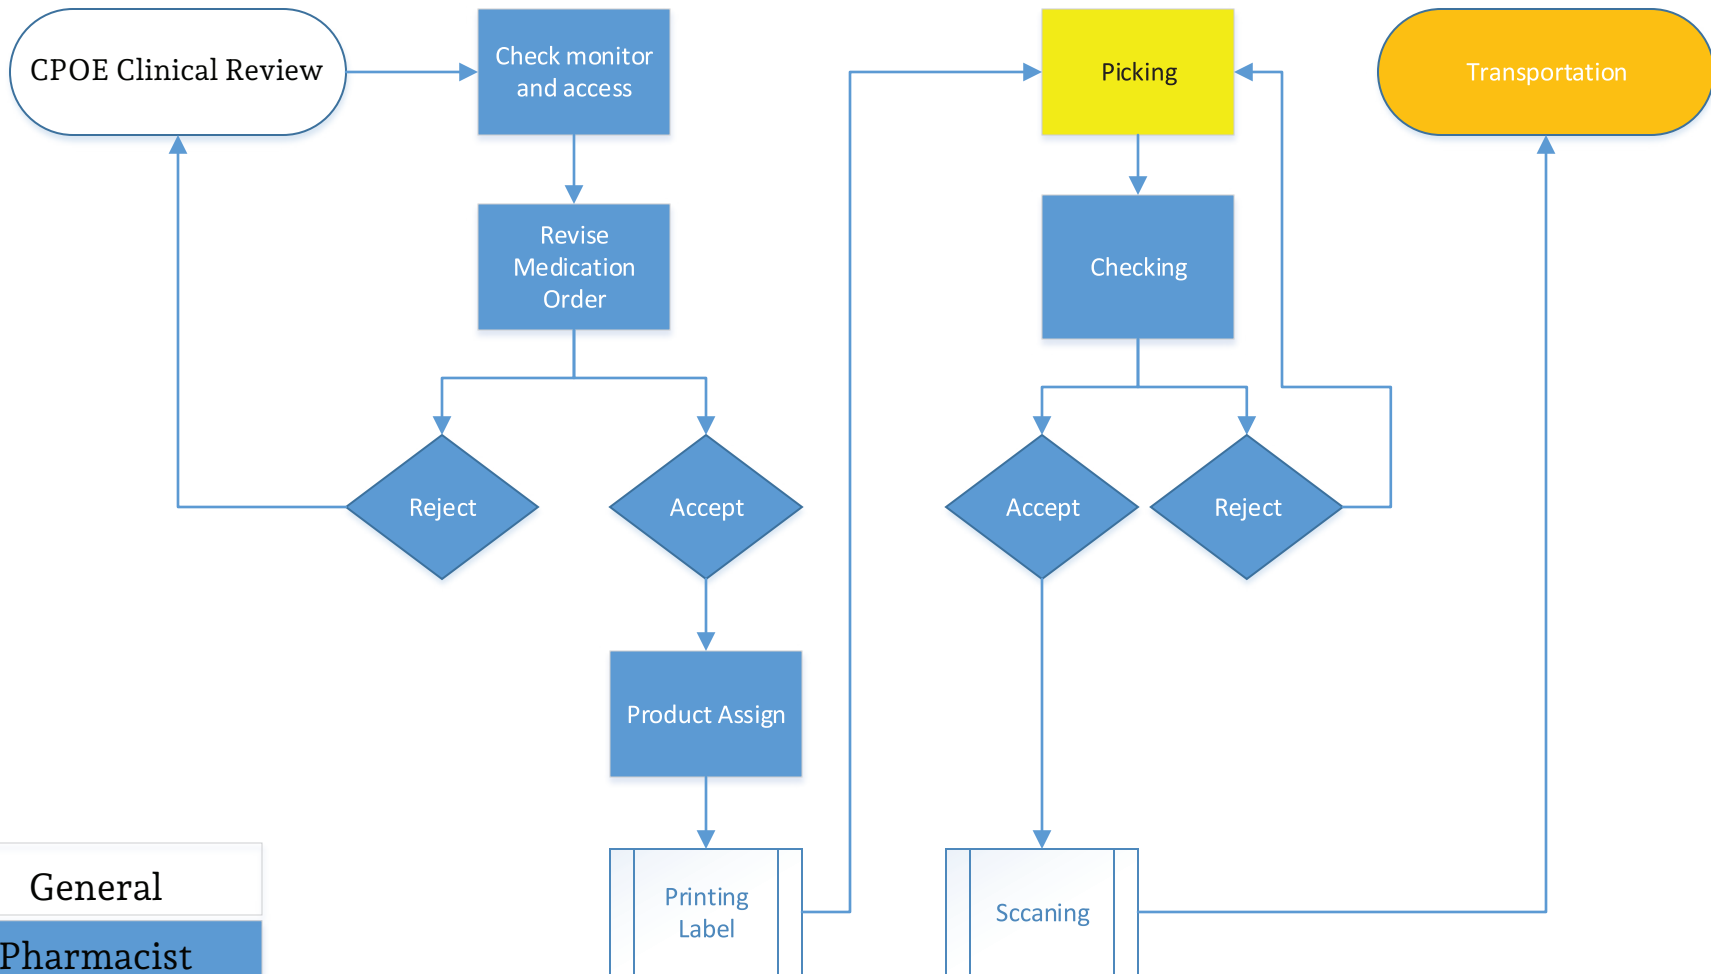 CPOE Clinical Review
Check monitor
and access
Revise
Medication
Order
Reject
Accept
Product Assign
Printing
Label
Picking
Checking
Accept
Reject
Sccaning
Transportation
General
Pharmacist